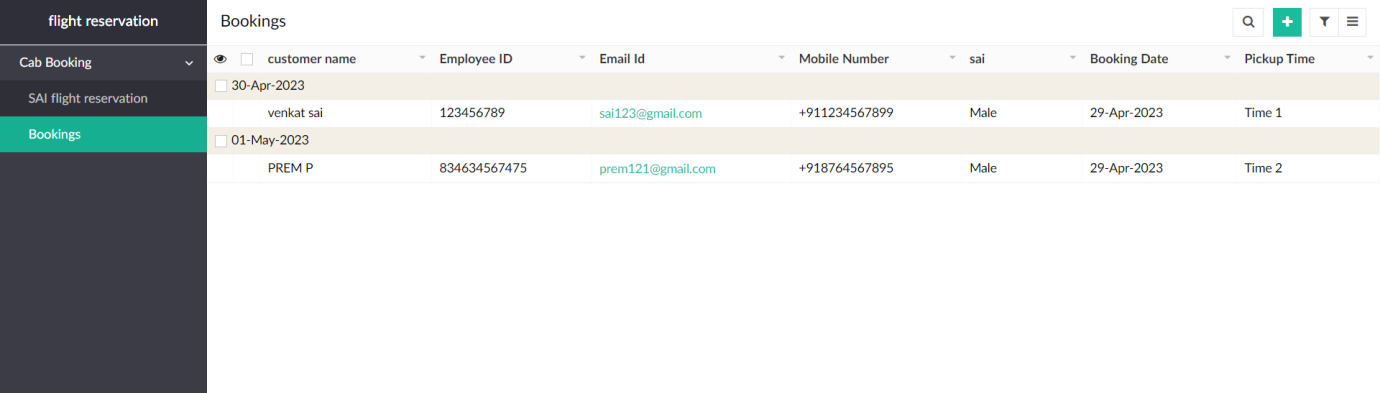 flight reservation
Cab Booking
SAI flight reservation
Bookings
Bookings
customer name Employee ID Email Id Mobile Number sai Booking Date Pickup Time
30-Apr-2023
venkat sai 123456789 sai123@gmail.com +911234567899 Male 29-Apr-2023 Time 1
01-May-2023
PREM P 834634567475 prem121@gmail.com +918764567895 Male 29-Apr-2023 Time 2